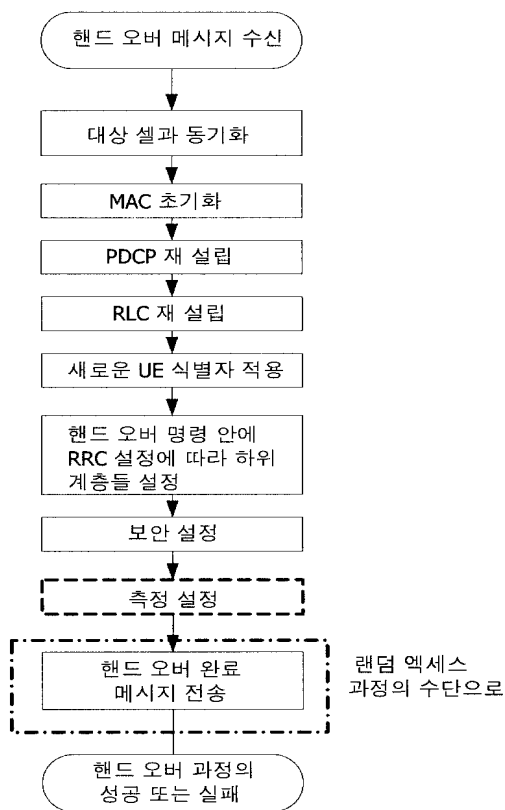 핸드 오버 메시지 수신
대상 셀과 동기화
MAC 초기화
PDCP 재 설립
RLC 재 설립
새로운 UE 식별자 적용
핸드 오버 명령 안에
RRC 설정에 따라 하위
계층들 설정
보안 설정
측정 설정
핸드 오버 완료
메시지 전송
랜덤 엑세스
과정의 수단으로
핸드 오버 과정의
성공 또는 실패